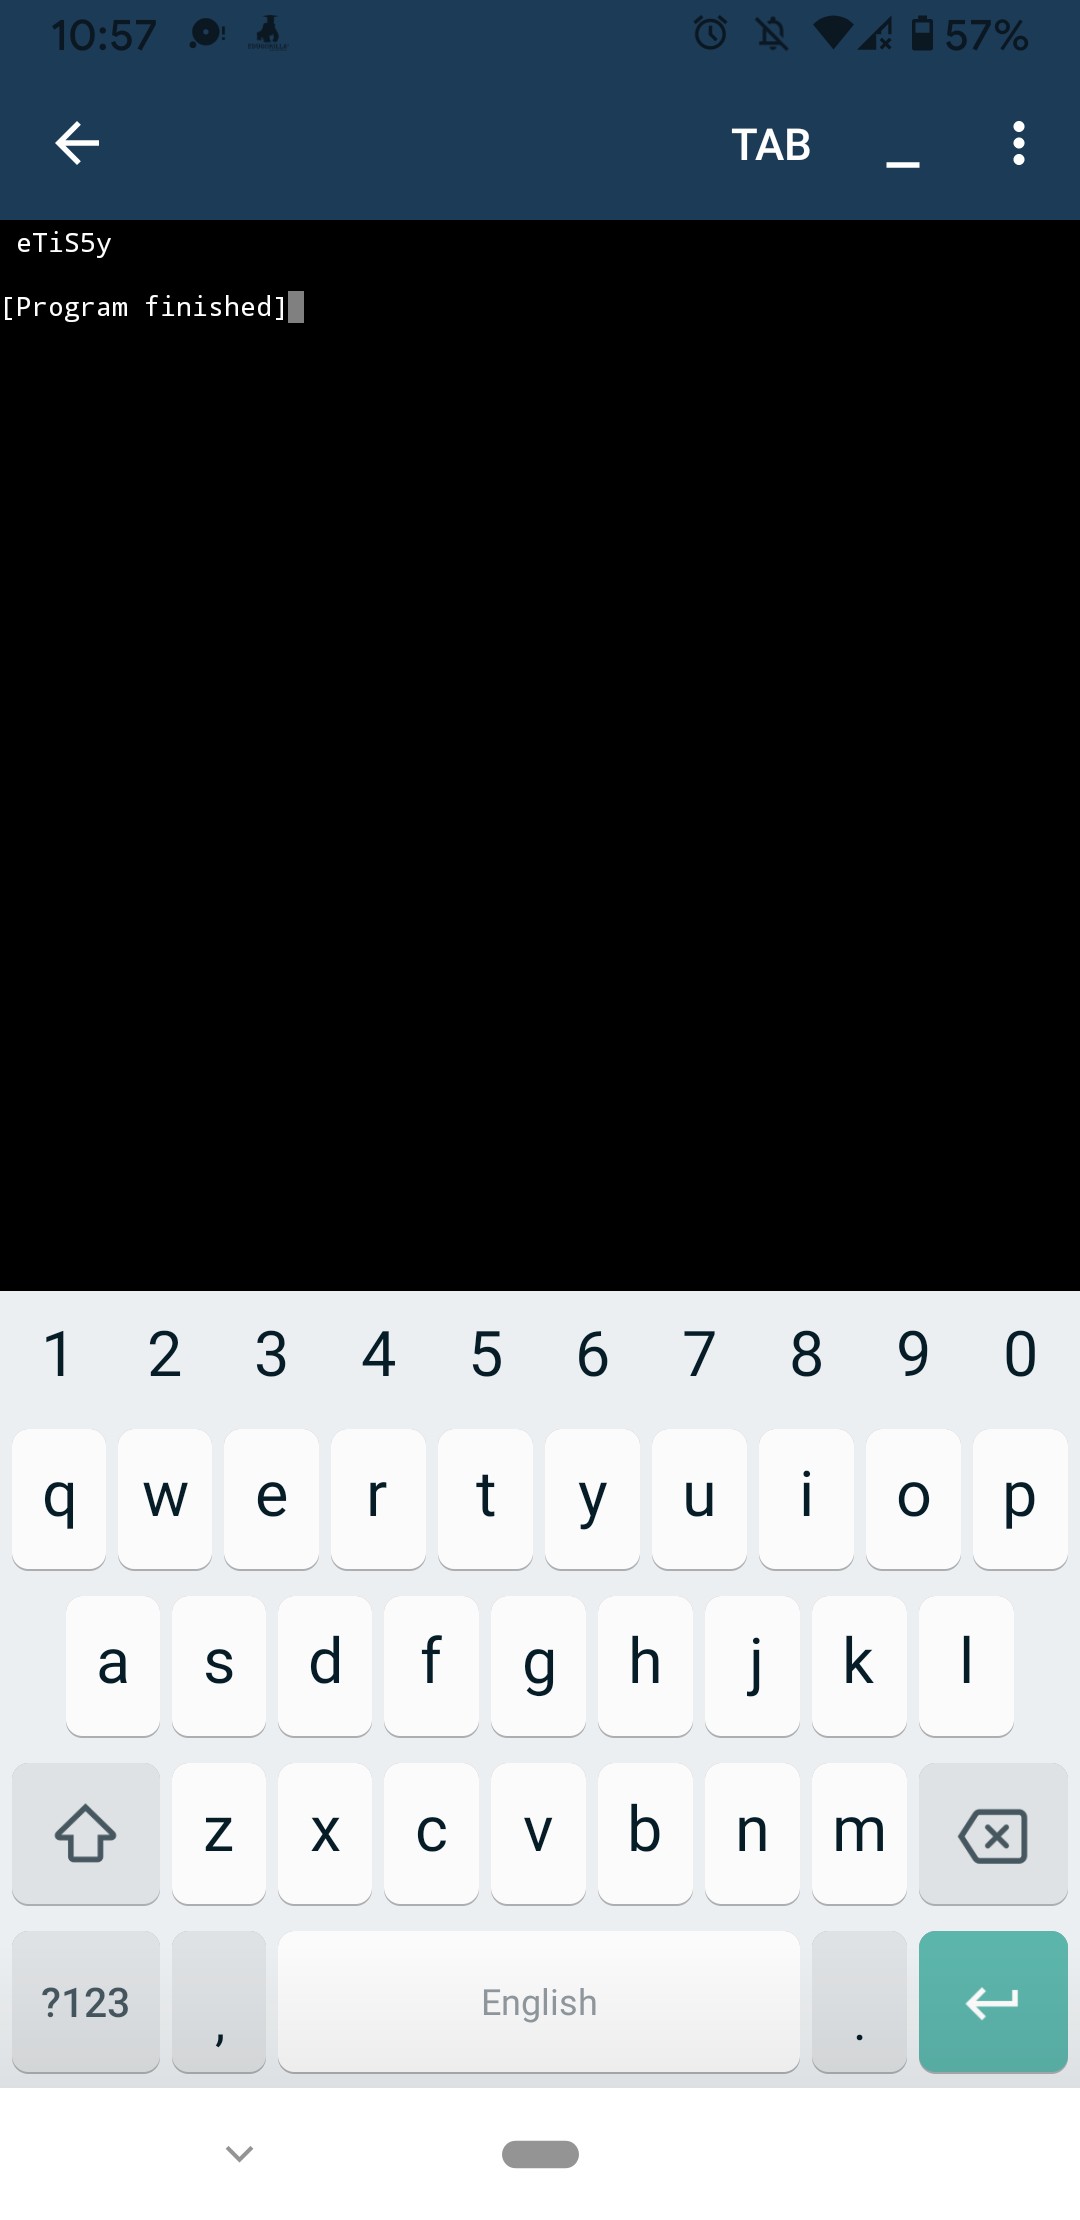 10:57
57%
TAB _
eTiS5y
[Program finished]
1 2 3 4 5 6 7 8 9 0
q w e r t y u i o p
a s d f g h j k l
z x c v b n m
?123 , English .